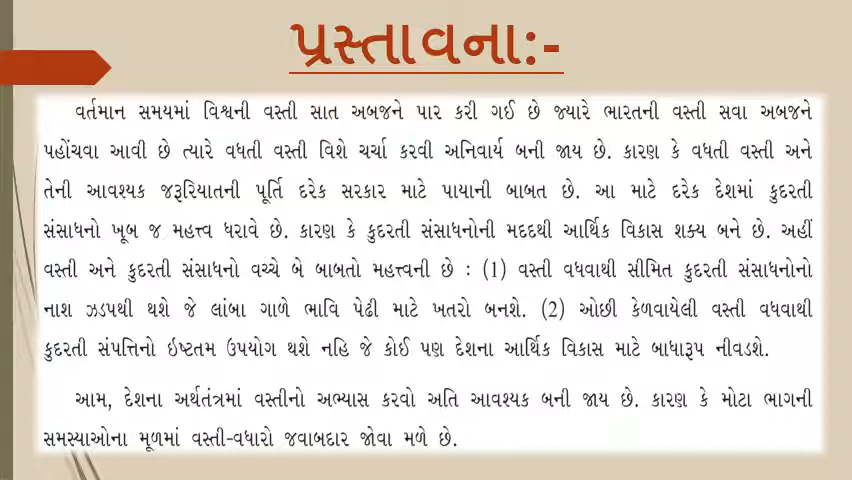 પ્રસ્તાવના:-
વર્તમાન સમયમાં વિશ્વની વસ્તી સાત અબજને પાર કરી ગઈ છે જ્યારે ભારતની વસ્તી સવા અબજને
પહોંચવા આવી છે ત્યારે વધતી વસ્તી વિશે ચર્ચા કરવી અનિવાર્ય બની જાય છે. કારણ કે વધતી વસ્તી અને
તેની આવશ્યક જરૂરિયાતની પૂર્તિ દરેક સરકાર માટે પાયાની બાબત છે. આ માટે દરેક દેશમાં કુદરતી
સંસાધનો ખૂબ જ મહત્ત્વ ધરાવે છે. કારણ કે કુદરતી સંસાધનોની મદદથી આર્થિક વિકાસ શક્ય બને છે. અહીં
વસ્તી અને કુદરતી સંસાધનો વચ્ચે બે બાબતો મહત્ત્વની છે : (1) વસ્તી વધવાથી સીમિત કુદરતી સંસાધનોનો
નાશ ઝડપથી થશે જે લાંબા ગાળે ભાવિ પેઢી માટે ખતરો બનશે. (2) ઓછી કેળવાયેલી વસ્તી વધવાથી
કુદરતી સંપત્તિનો ઇષ્ટતમ ઉપયોગ થશે નહિ જે કોઈ પણ દેશના આર્થિક વિકાસ માટે બાધારૂપ નીવડશે.
આમ, દેશના અર્થતંત્રમાં વસ્તીનો અભ્યાસ કરવો અતિ આવશ્યક બની જાય છે. કારણ કે મોટા ભાગની
સમસ્યાઓના મૂળમાં વસ્તી-વધારો જવાબદાર જોવા મળે છે.